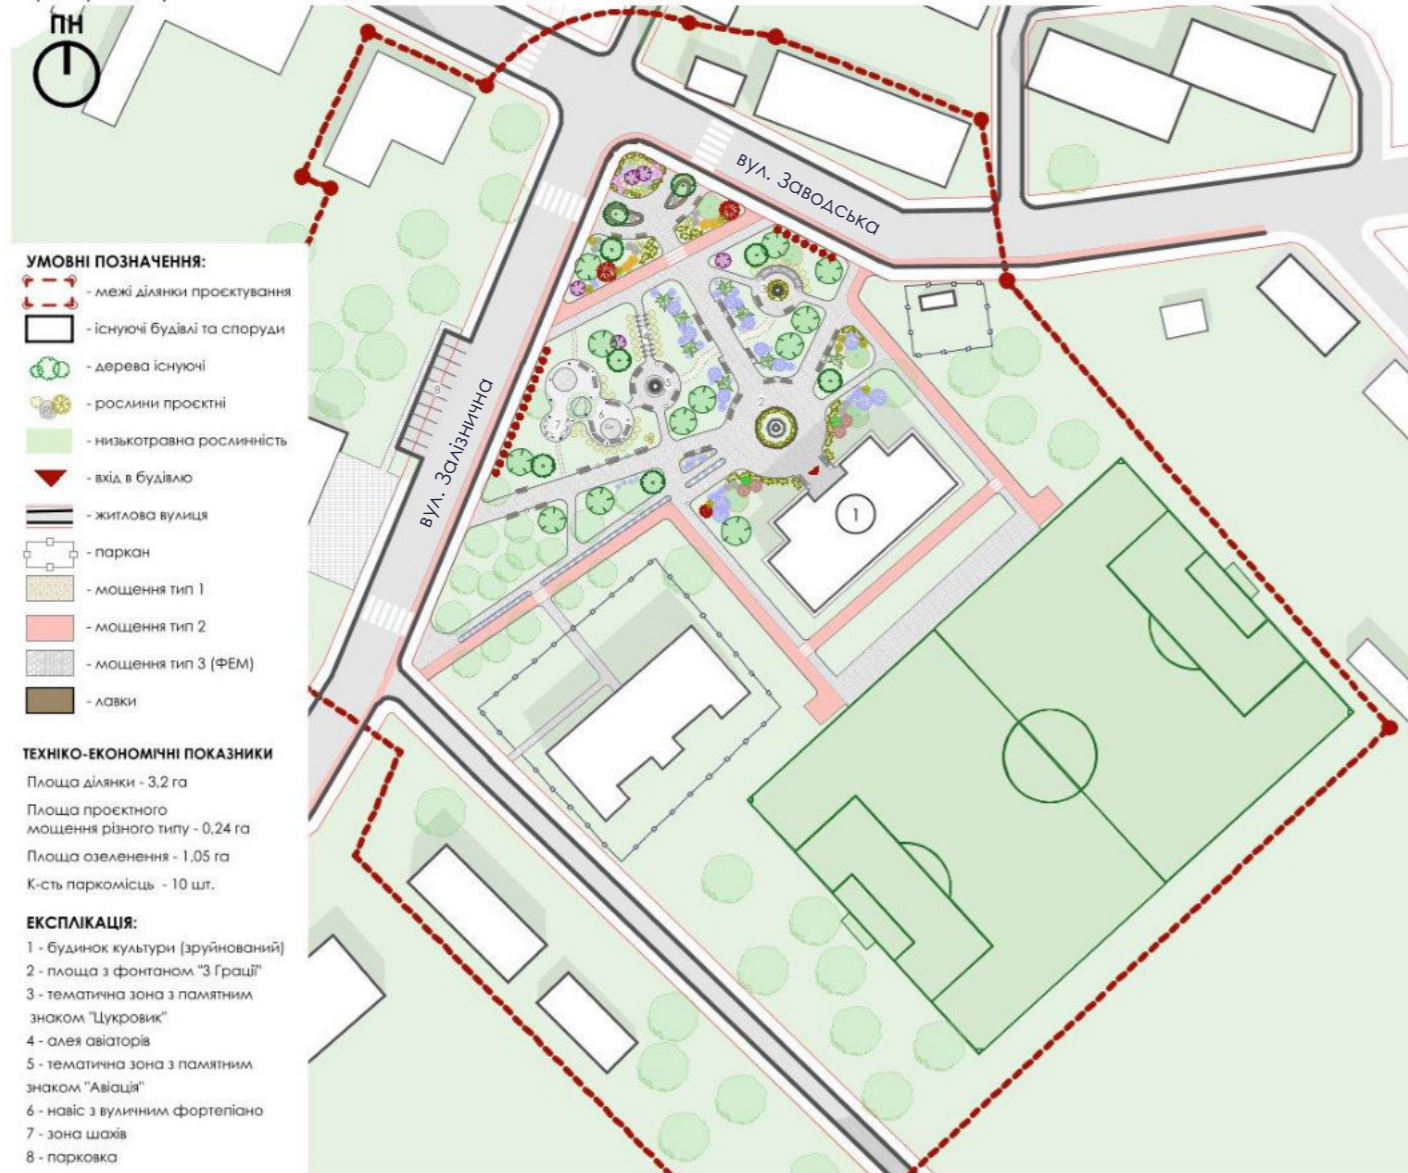 ПН
вул. Заводська
вул. Залізнична
8
5
6
7
2
1
УМОВНІ ПОЗНАЧЕННЯ:
- межі ділянки проєктування
- існуючі будівлі та споруди
- дерева існуючі
- рослини проєктні
- низькотравна рослинність
- вхід в будівлю
- житлова вулиця
- паркан
- мощення тип 1
- мощення тип 2
- мощення тип 3 (ФЕМ)
- лавки
ТЕХНІКО-ЕКОНОМІЧНІ ПОКАЗНИКИ
Площа ділянки - 3,2 га
Площа проєктного
мощення різного типу - 0,24 га
Площа озеленення - 1,05 га
К-сть паркомісць - 10 шт.
ЕКСПЛІКАЦІЯ:
1 - будинок культури (зруйнований)
2 - площа з фонтаном "3 Грації"
3 - тематична зона з памятним
знаком "Цукровик"
4 - алея авіаторів
5 - тематична зона з памятним
знаком "Авіація"
6 - навіс з вуличним фортепіано
7 - зона шахів
8 - парковка